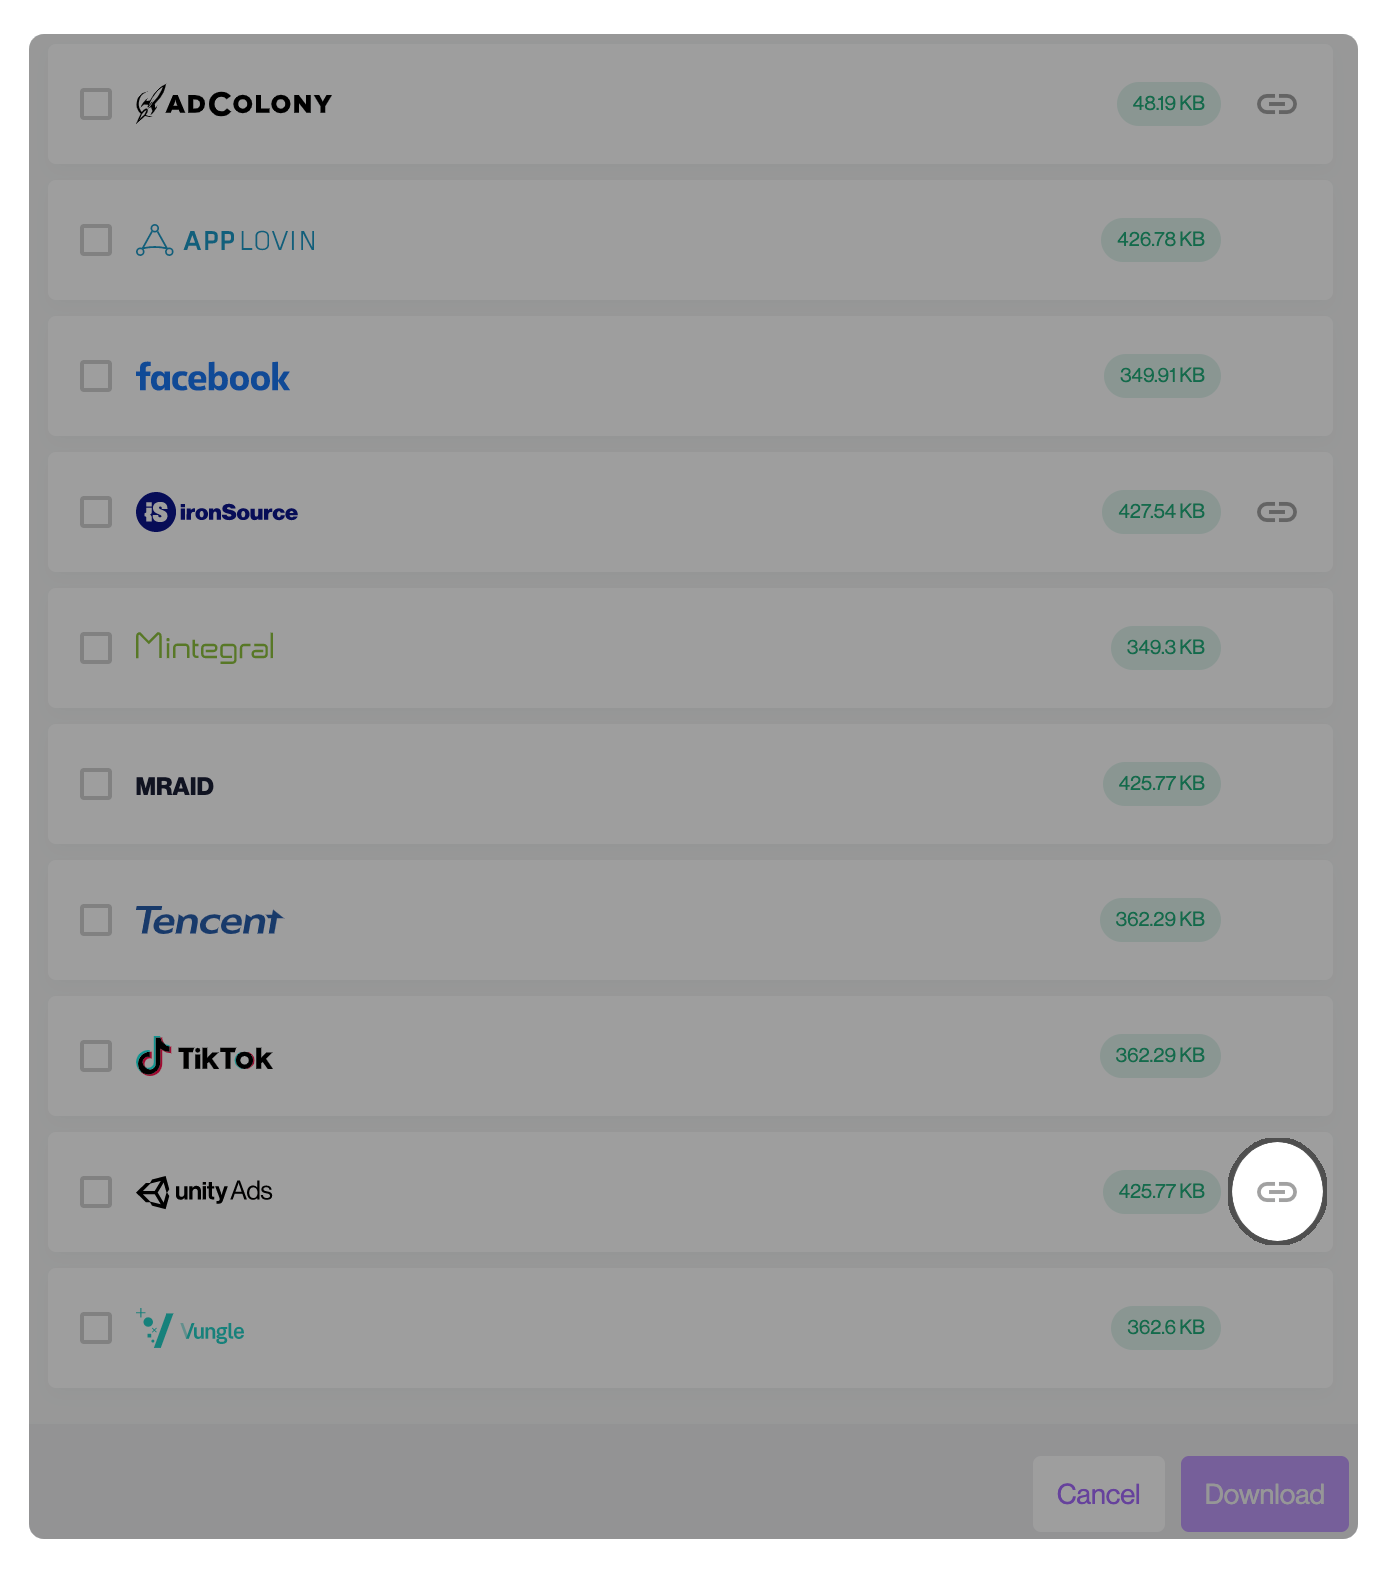 ADCOLONY 48.19 KB
APPLOVIN 426.78 KB
facebook 349.91 KB
iS ironSource 427.54 KB
Mintegral 349.3 KB
MRAID 425.77 KB
Tencent 362.29 KB
TikTok 362.29 KB
unity Ads 425.77 KB
Vungle 362.6 KB
Cancel Download